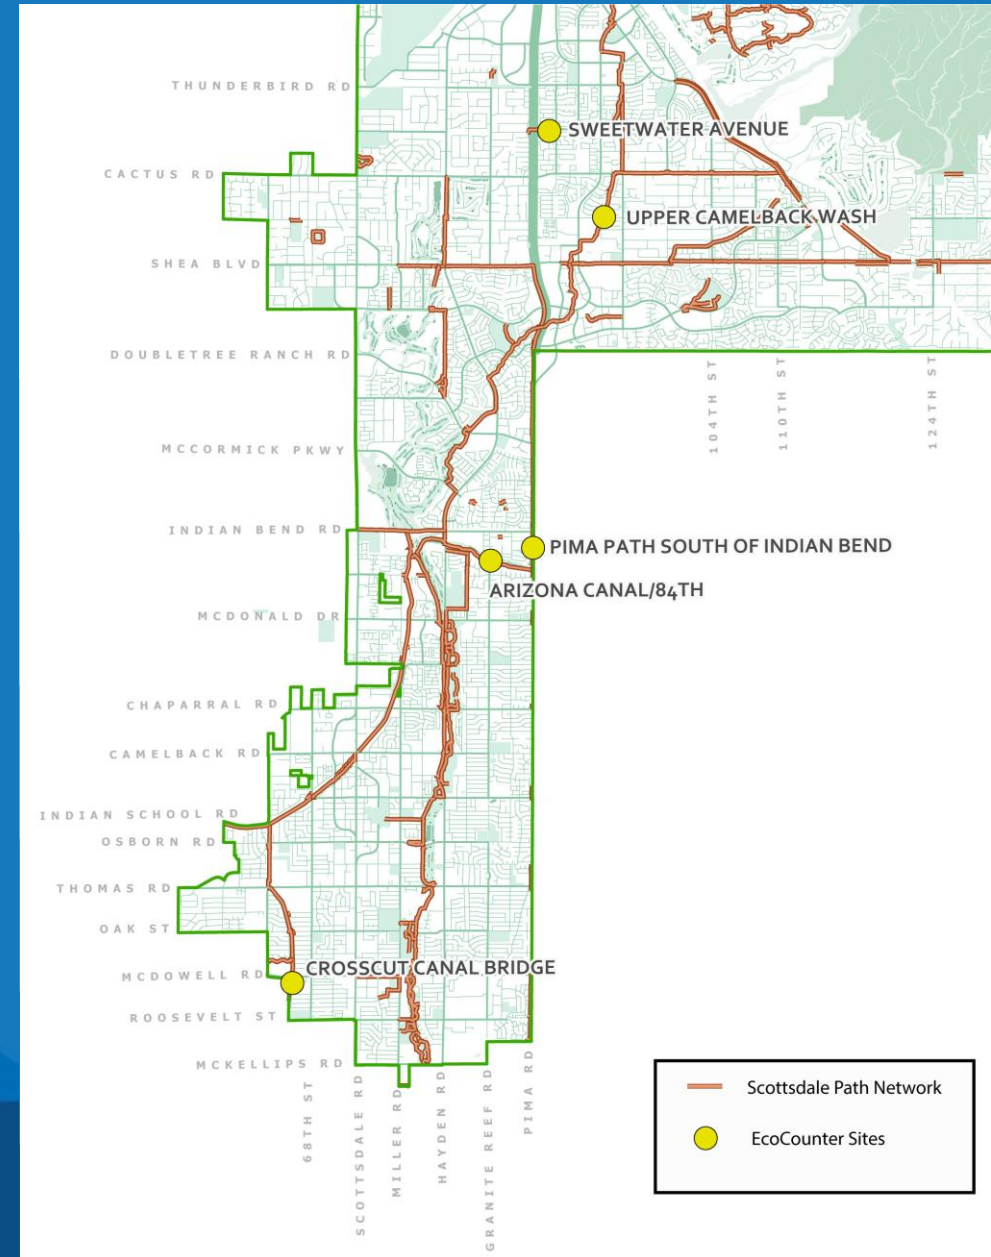 THUNDERBIRD RD
SWEETWATER AVENUE
CACTUS RD
UPPER CAMELBACK WASH
SHEA BLVD
DOUBLETREE RANCH RD
104TH ST
110TH ST
124TH ST
MCCORMICK PKWY
INDIAN BEND RD
PIMA PATH SOUTH OF INDIAN BEND
ARIZONA CANAL/84TH
MCDONALD DR
CHAPARRAL RD
CAMELBACK RD
INDIAN SCHOOL RD
OSBORN RD
THOMAS RD
OAK ST
CROSSCUT CANAL BRIDGE
MCDOWELL RD
ROOSEVELT ST
MCKELLIPS RD
68TH ST
SCOTTSDALE RD
MILLER RD
HAYDEN RD
GRANITE REEF RD
PIMA RD
Scottsdale Path Network
EcoCounter Sites